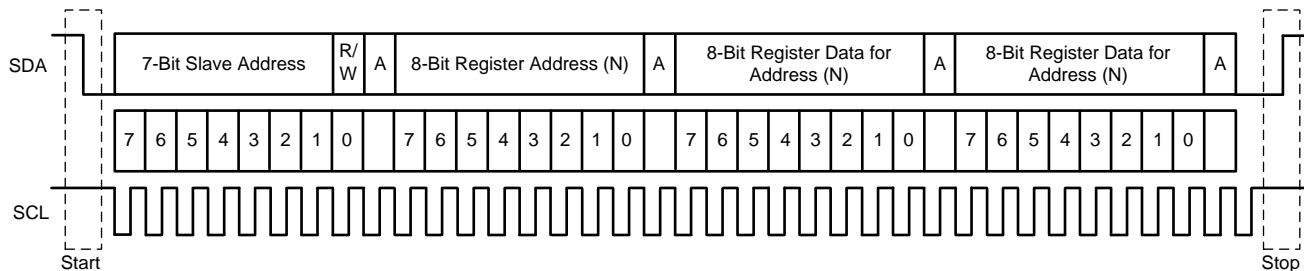 SDA
7-Bit Slave Address
R/
W
A
8-Bit Register Address (N)
A
8-Bit Register Data for
Address (N)
A
8-Bit Register Data for
Address (N)
A
7 6 5 4 3 2 1 0 7 6 5 4 3 2 1 0 7 6 5 4 3 2 1 0 7 6 5 4 3 2 1 0
SCL
Start
Stop